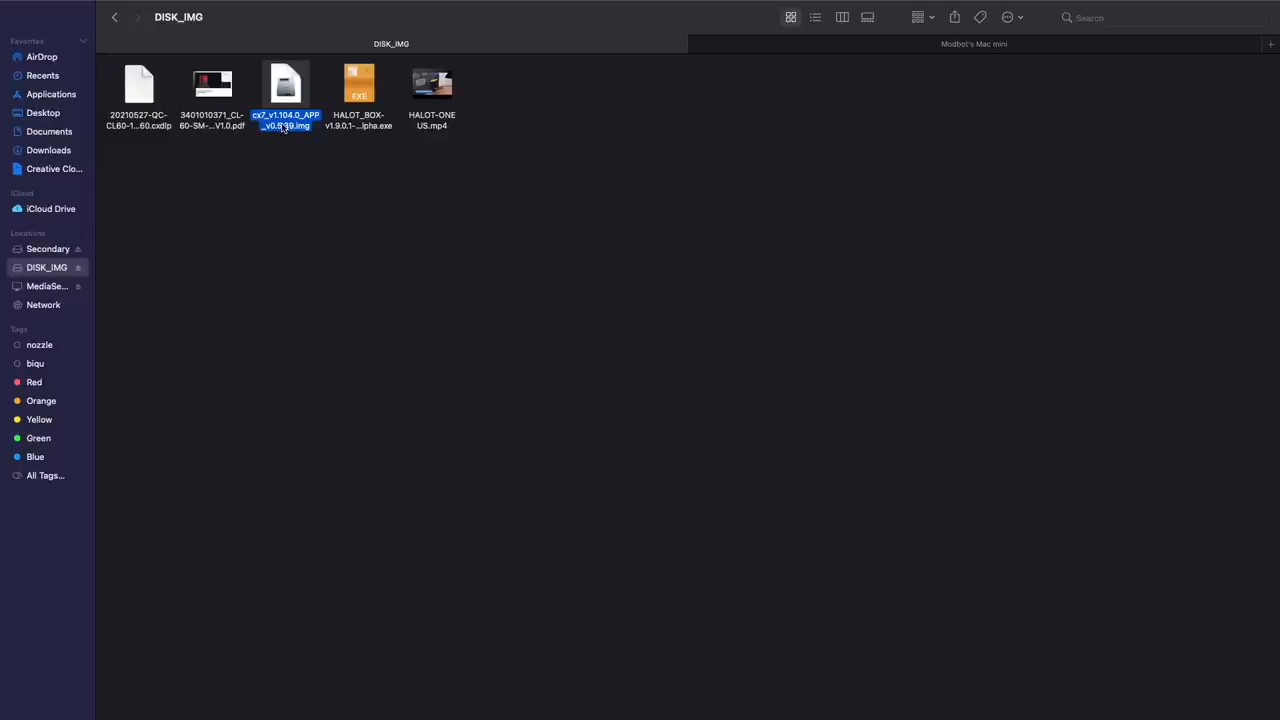 DISK_IMG
Search
DISK_IMG
Modbot's Mac mini
Favorites
AirDrop
Recents
Applications
Desktop
Documents
Downloads
Creative Clo...
iCloud
iCloud Drive
Locations
Secondary
DISK_IMG
MediaSe...
Network
Tags
nozzle
biqu
Red
Orange
Yellow
Green
Blue
All Tags...
20210527-QC-
CL60-1...60.cxdlp
3401010371_CL-
60-SM-...V1.0.pdf
cx7_v1.104.0_APP
EXE
HALOT_BOX-
v1.9.0.1-...lpha.exe
HALOT-ONE
US.mp4